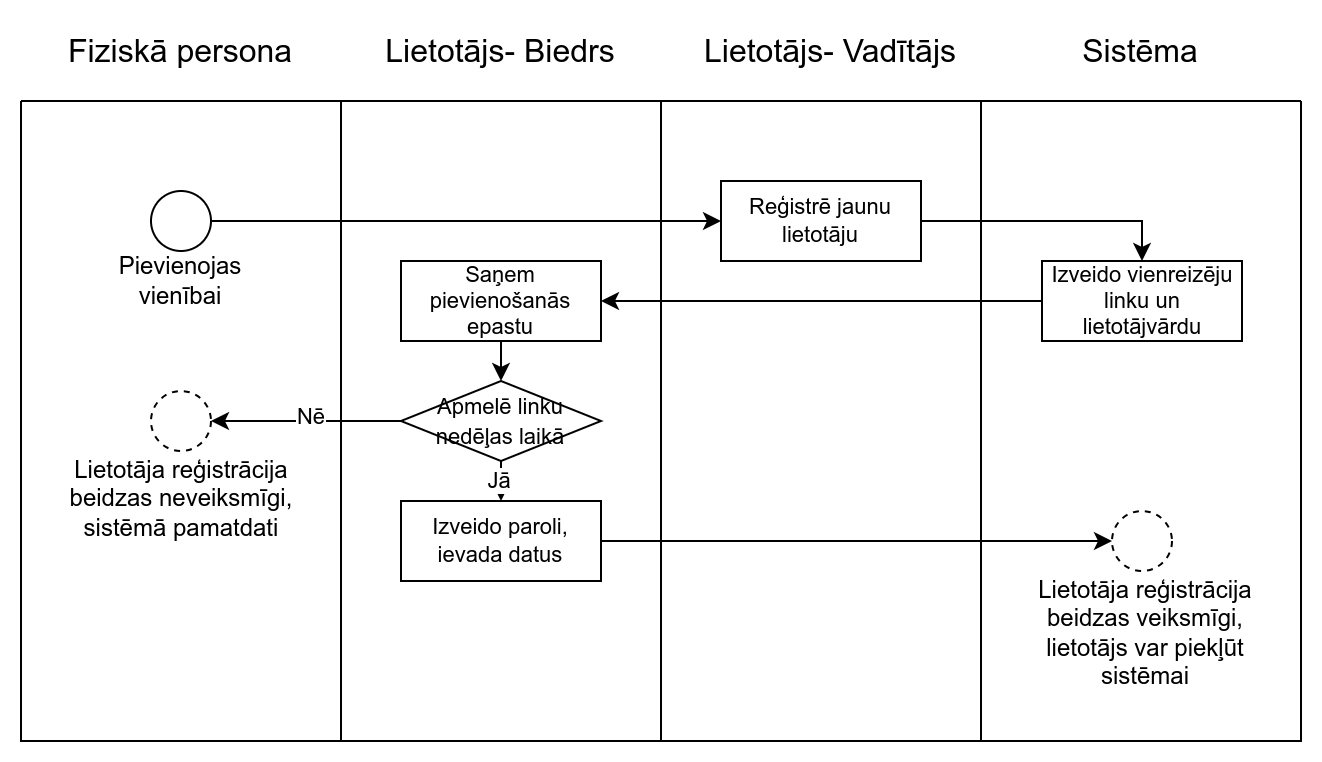 Fiziskā persona
Lietotājs- Biedrs
Lietotājs- Vadītājs
Sistēma
Pievienojas
vienībai
Reģistrē jaunu
lietotāju
Izveido vienreizēju
linku un
lietotājvārdu
Saņem
pievienošanās
epastu
Apmelē linku
nedēļas laikā
Nē
Lietotāja reģistrācija
beidzas neveiksmīgi,
sistēmā pamatdati
Jā
Izveido paroli,
ievada datus
Lietotāja reģistrācija
beidzas veiksmīgi,
lietotājs var piekļūt
sistēmai